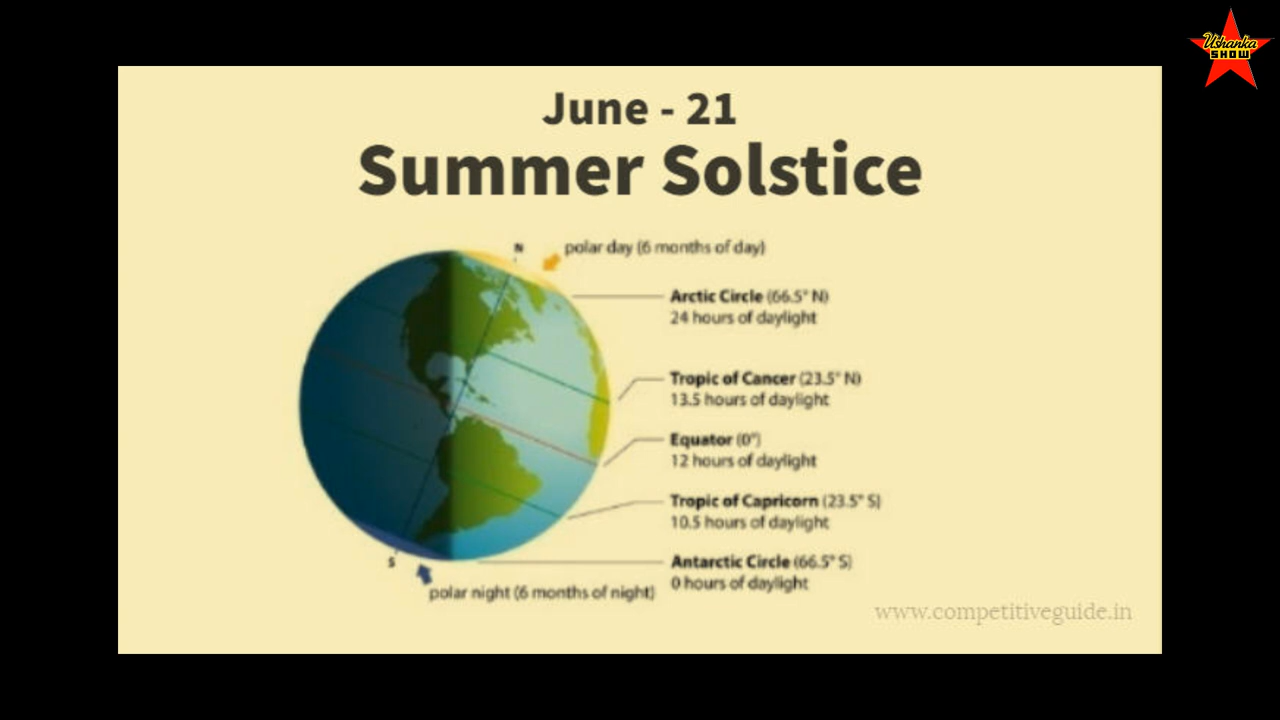 Ushanka
SHOW
June - 21
Summer Solstice
N
polar day (6 months of day)
Arctic Circle (66.5° N)
24 hours of daylight
Tropic of Cancer (23.5° N)
13.5 hours of daylight
Equator (0°)
12 hours of daylight
Tropic of Capricorn (23.5° S)
10.5 hours of daylight
Antarctic Circle (66.5° S)
0 hours of daylight
S
polar night (6 months of night)
www.competitiveguide.in